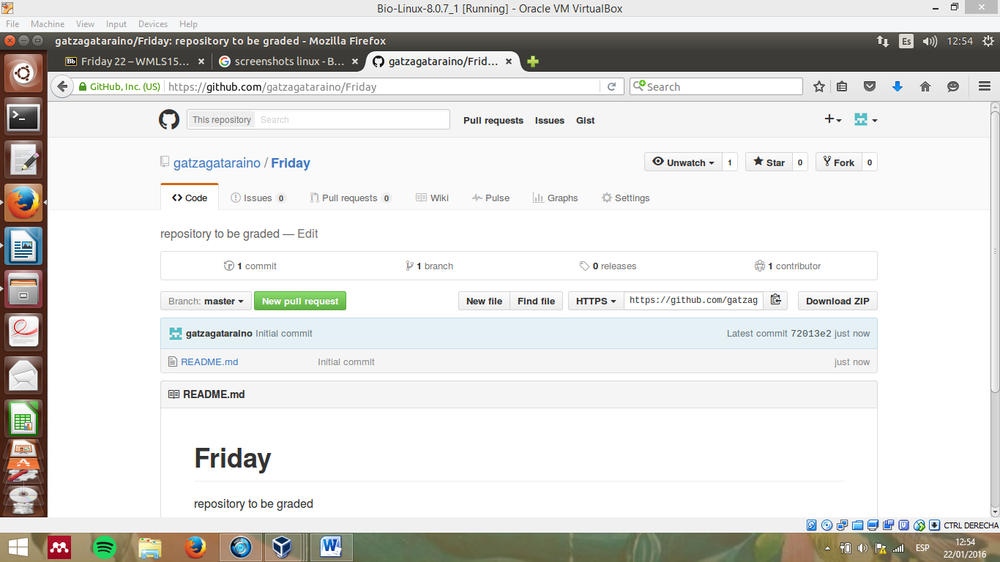 Bio-Linux-8.0.7_1 [Running] - Oracle VM VirtualBox
File Machine View Input Devices Help
gatzagataraino/Friday: repository to be graded - Mozilla Firefox
Es 12:54
Bb Friday 22 – WMLS15... screenshots linux - B... gatzagataraino/Frid...
GitHub, Inc. (US) https://github.com/gatzagataraino/Friday Search
This repository Search Pull requests Issues Gist
gatzagataraino / Friday Unwatch 1 Star 0 Fork 0
Code Issues 0 Pull requests 0 Wiki Pulse Graphs Settings
repository to be graded — Edit
1 commit 1 branch 0 releases 1 contributor
Branch: master New pull request New file Find file HTTPS https://github.com/gatzag Download ZIP
gatzagataraino Initial commit Latest commit 72013e2 just now
README.md Initial commit just now
README.md
Friday
repository to be graded
CTRL DERECHA
ESP 12:54
22/01/2016